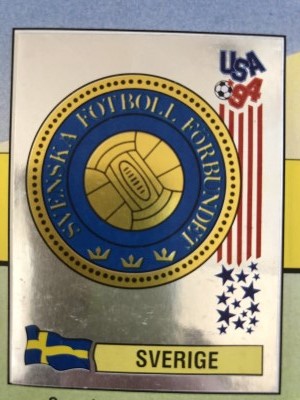 USA
94
SVENSKA FOTBOLL FÖRBUNDET
SVERIGE